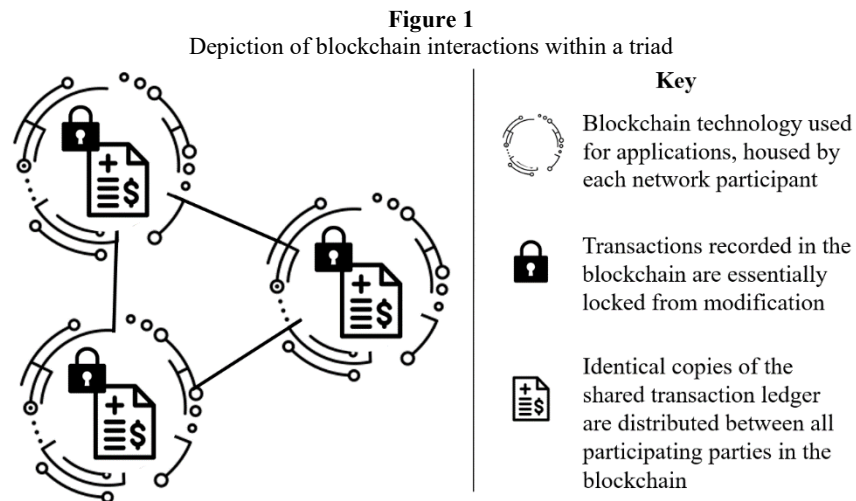 Figure 1
Depiction of blockchain interactions within a triad
Key
Blockchain technology used
for applications, housed by
each network participant
Transactions recorded in the
blockchain are essentially
locked from modification
Identical copies of the
shared transaction ledger
are distributed between all
participating parties in the
blockchain